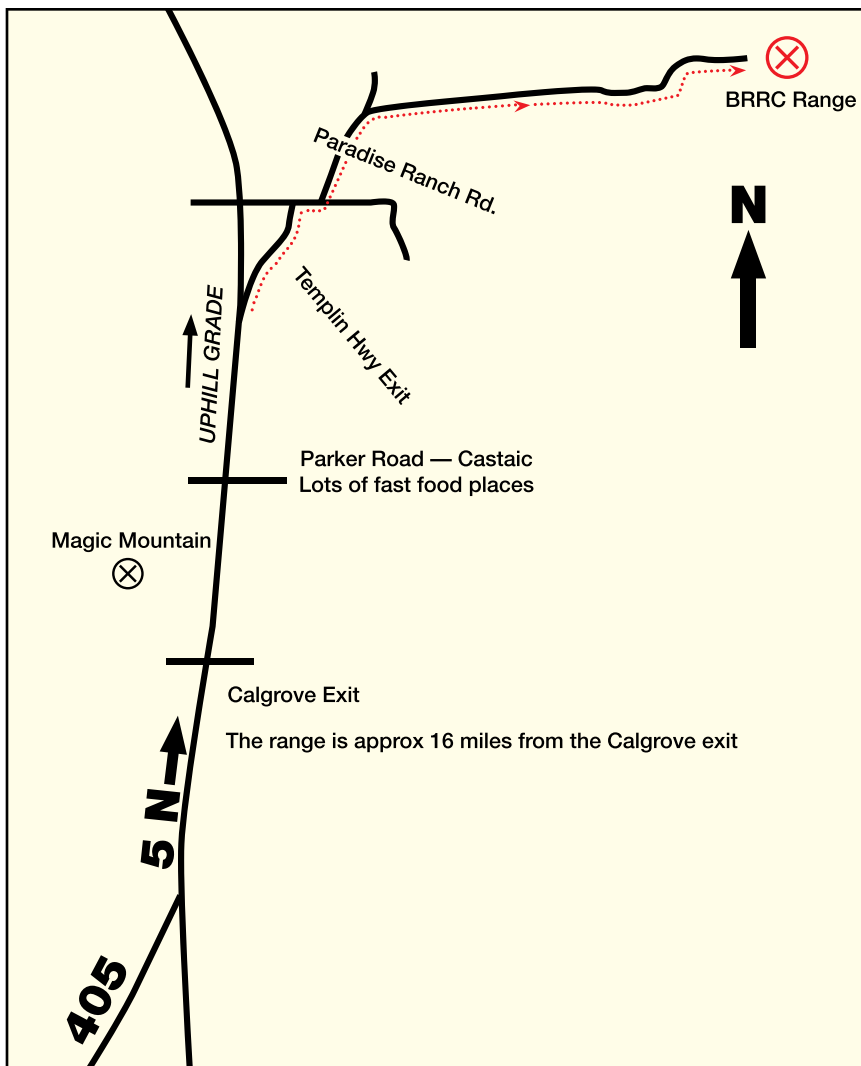 BRRC Range
Paradise Ranch Rd.
N
Templin Hwy Exit
UPHILL GRADE
Parker Road — Castaic
Lots of fast food places
Magic Mountain
Calgrove Exit
The range is approx 16 miles from the Calgrove exit
5 N
405